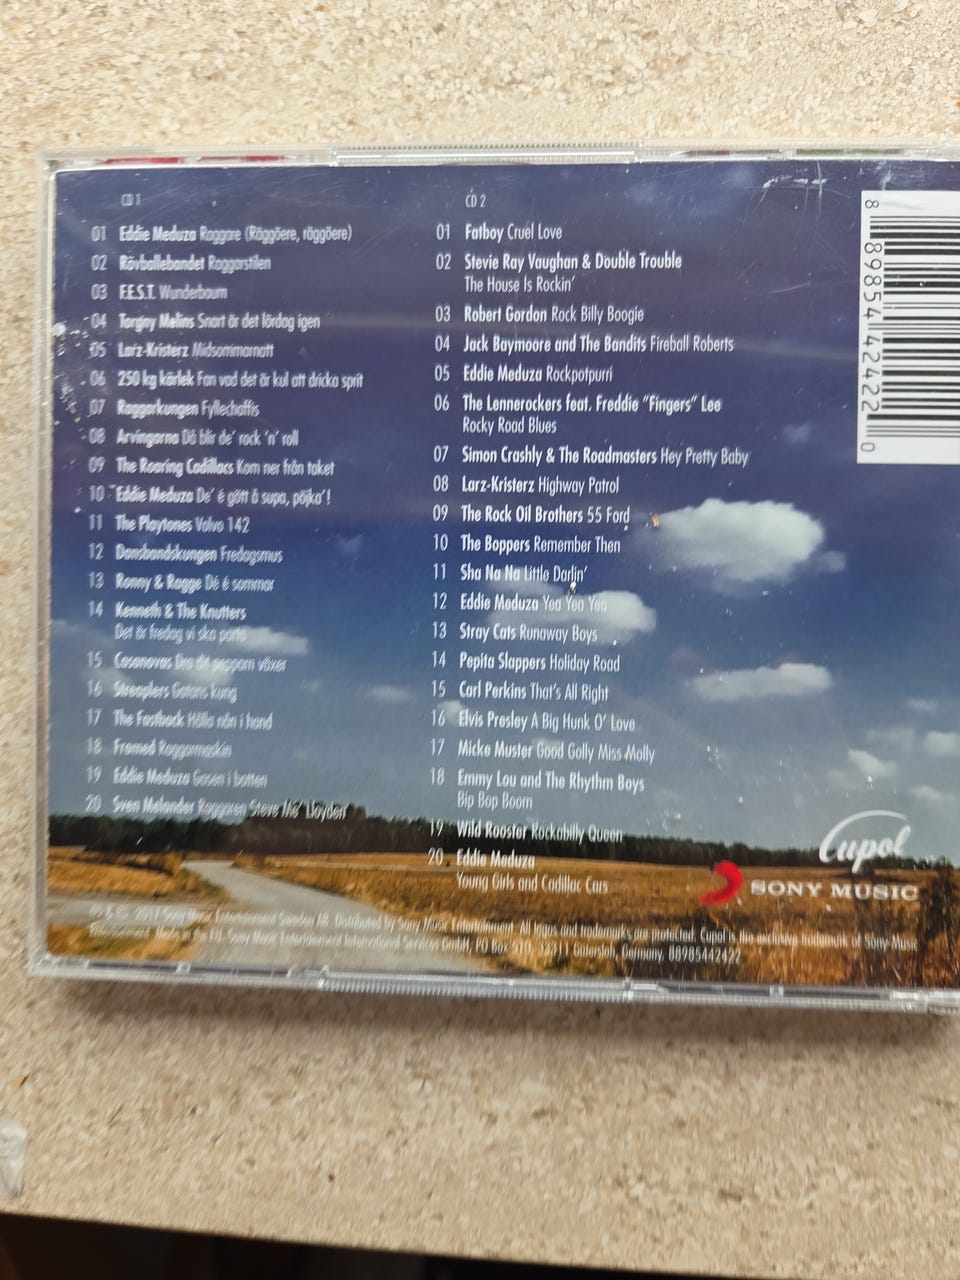 CD 1
01 Eddie Meduza Raggare (Räggöere, räggöere)
02 Rövballebandet Raggarstilen
03 F.E.S.T. Wunderbaum
04 Torgny Melins Snart är det lördag igen
05 Larz-Kristerz Midsommarnatt
06 250 kg kärlek Fan vad det är kul att dricka sprit
07 Raggarkungen Fyllechaffis
08 Arvingarna Då blir de' rock 'n' roll
09 The Roaring Cadillacs Kom ner från taket
10 Eddie Meduza De' é gött å supa, påjka'!
11 The Playtones Volvo 142
12 Dansbandskungen Fredagsmys
13 Ronny & Ragge Dé é sommar
14 Kenneth & The Knutters
Det är fredag vi ska parta
15 Casanovas Dra dit pepparn växer
16 Streaplers Gatans kung
17 The Fastback Hålla nån i hand
18 Framed Raggarmaskin
19 Eddie Meduza Gasen i botten
20 Sven Melander Raggaren Steve Lloyden'
CD 2
01 Fatboy Cruel Love
02 Stevie Ray Vaughan & Double Trouble
The House Is Rockin'
03 Robert Gordon Rock Billy Boogie
04 Jack Baymoore and The Bandits Fireball Roberts
05 Eddie Meduza Rockpotpurri
06 The Lennerockers feat. Freddie "Fingers" Lee
Rocky Road Blues
07 Simon Crashly & The Roadmasters Hey Pretty Baby
08 Larz-Kristerz Highway Patrol
09 The Rock Oil Brothers 55 Ford
10 The Boppers Remember Then
11 Sha Na Na Little Darlin'
12 Eddie Meduza Yea Yea Yea
13 Stray Cats Runaway Boys
14 Pepita Slappers Holiday Road
15 Carl Perkins That's All Right
16 Elvis Presley A Big Hunk O' Love
17 Micke Muster Good Golly Miss Molly
18 Emmy Lou and The Rhythm Boys
Bip Bop Boom
19 Wild Rooster Rockabilly Queen
20 Eddie Meduza
Young Girls and Cadillac Cars
8 89854 42422 0
Cupol
SONY MUSIC
℗ & © 2017 Sony Music Entertainment Sweden AB. Distributed by Sony Music Entertainment. All logos and trademarks are protected. Cupol is of Sony Music
Entertainment. Made in the EU. Sony Music Entertainment International Services GmbH, PO Box 510, 33311 Gütersloh, Germany. 88985442422